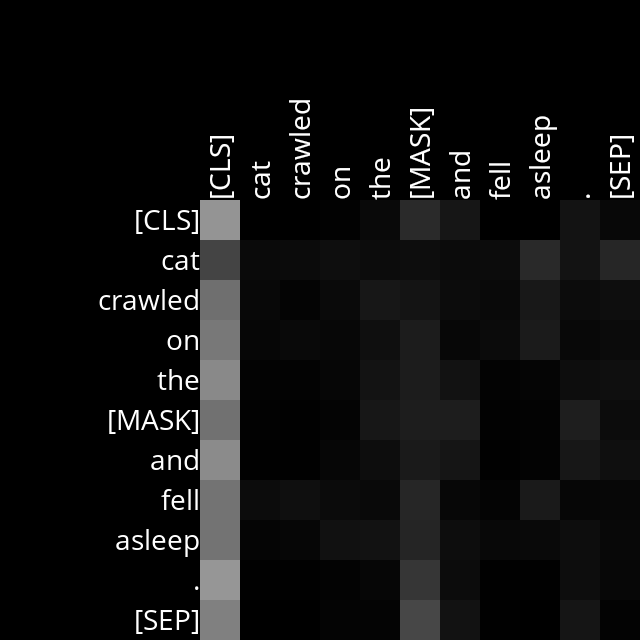 [CLS]
cat
crawled
on
the
[MASK]
and
fell
asleep
.
[SEP]
[CLS]
cat
crawled
on
the
[MASK]
and
fell
asleep
.
[SEP]